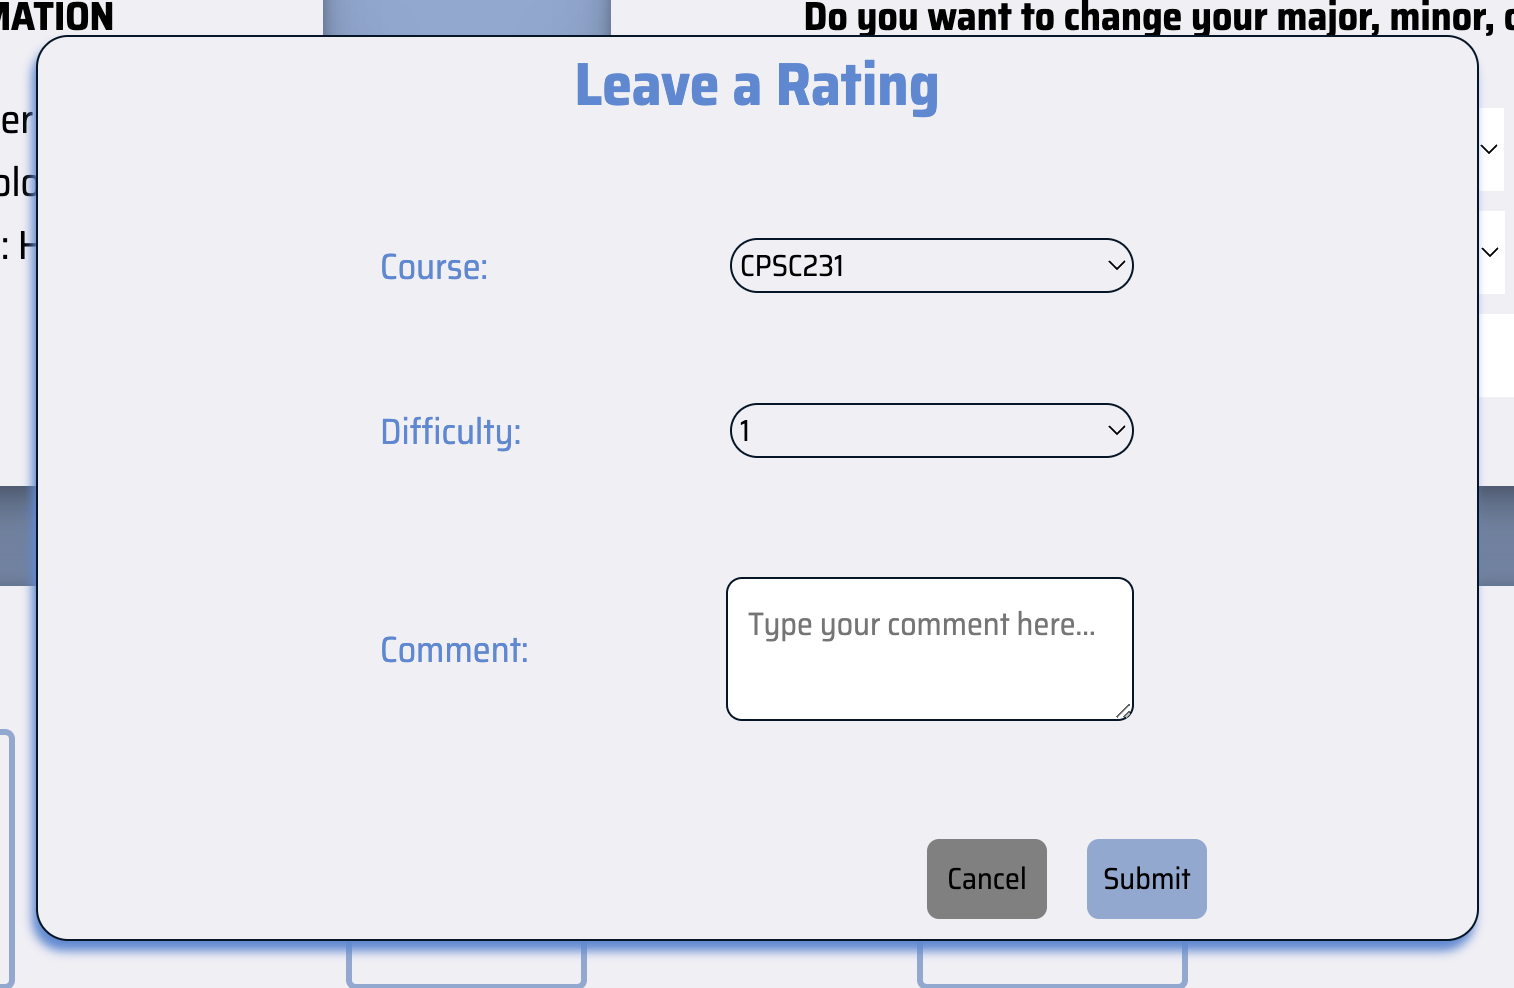 MATION
Do you want to change your major, minor,
Leave a Rating
er
: H
Course:
CPSC231
Difficulty:
1
Comment:
Type your comment here...
Cancel
Submit